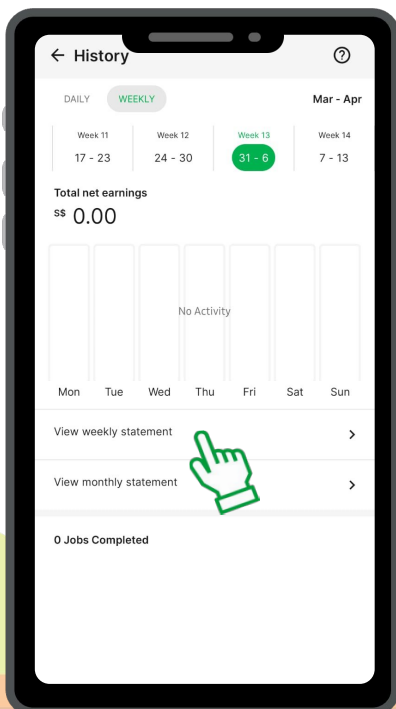 ← History ?
DAILY WEEKLY Mar - Apr
Week 11 Week 12 Week 13 Week 14
17 - 23 24 - 30 31 - 6 7 - 13
Total net earnings
S$ 0.00
No Activity
Mon Tue Wed Thu Fri Sat Sun
View weekly statement >
View monthly statement >
0 Jobs Completed